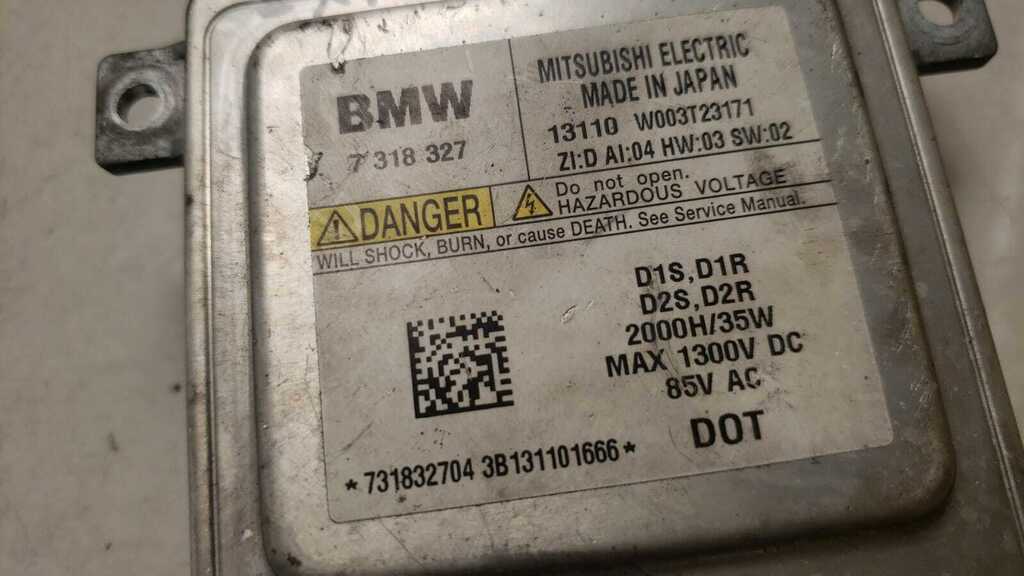 BMW
7 318 327
MITSUBISHI ELECTRIC
MADE IN JAPAN
13110 W003T23171
ZI:D AI:04 HW:03 SW:02
DANGER
Do not open.
HAZARDOUS VOLTAGE
WILL SHOCK, BURN, or cause DEATH. See Service Manual.
D1S,D1R
D2S,D2R
2000H/35W
MAX 1300V DC
85V AC
DOT
*731832704 3B131101666*